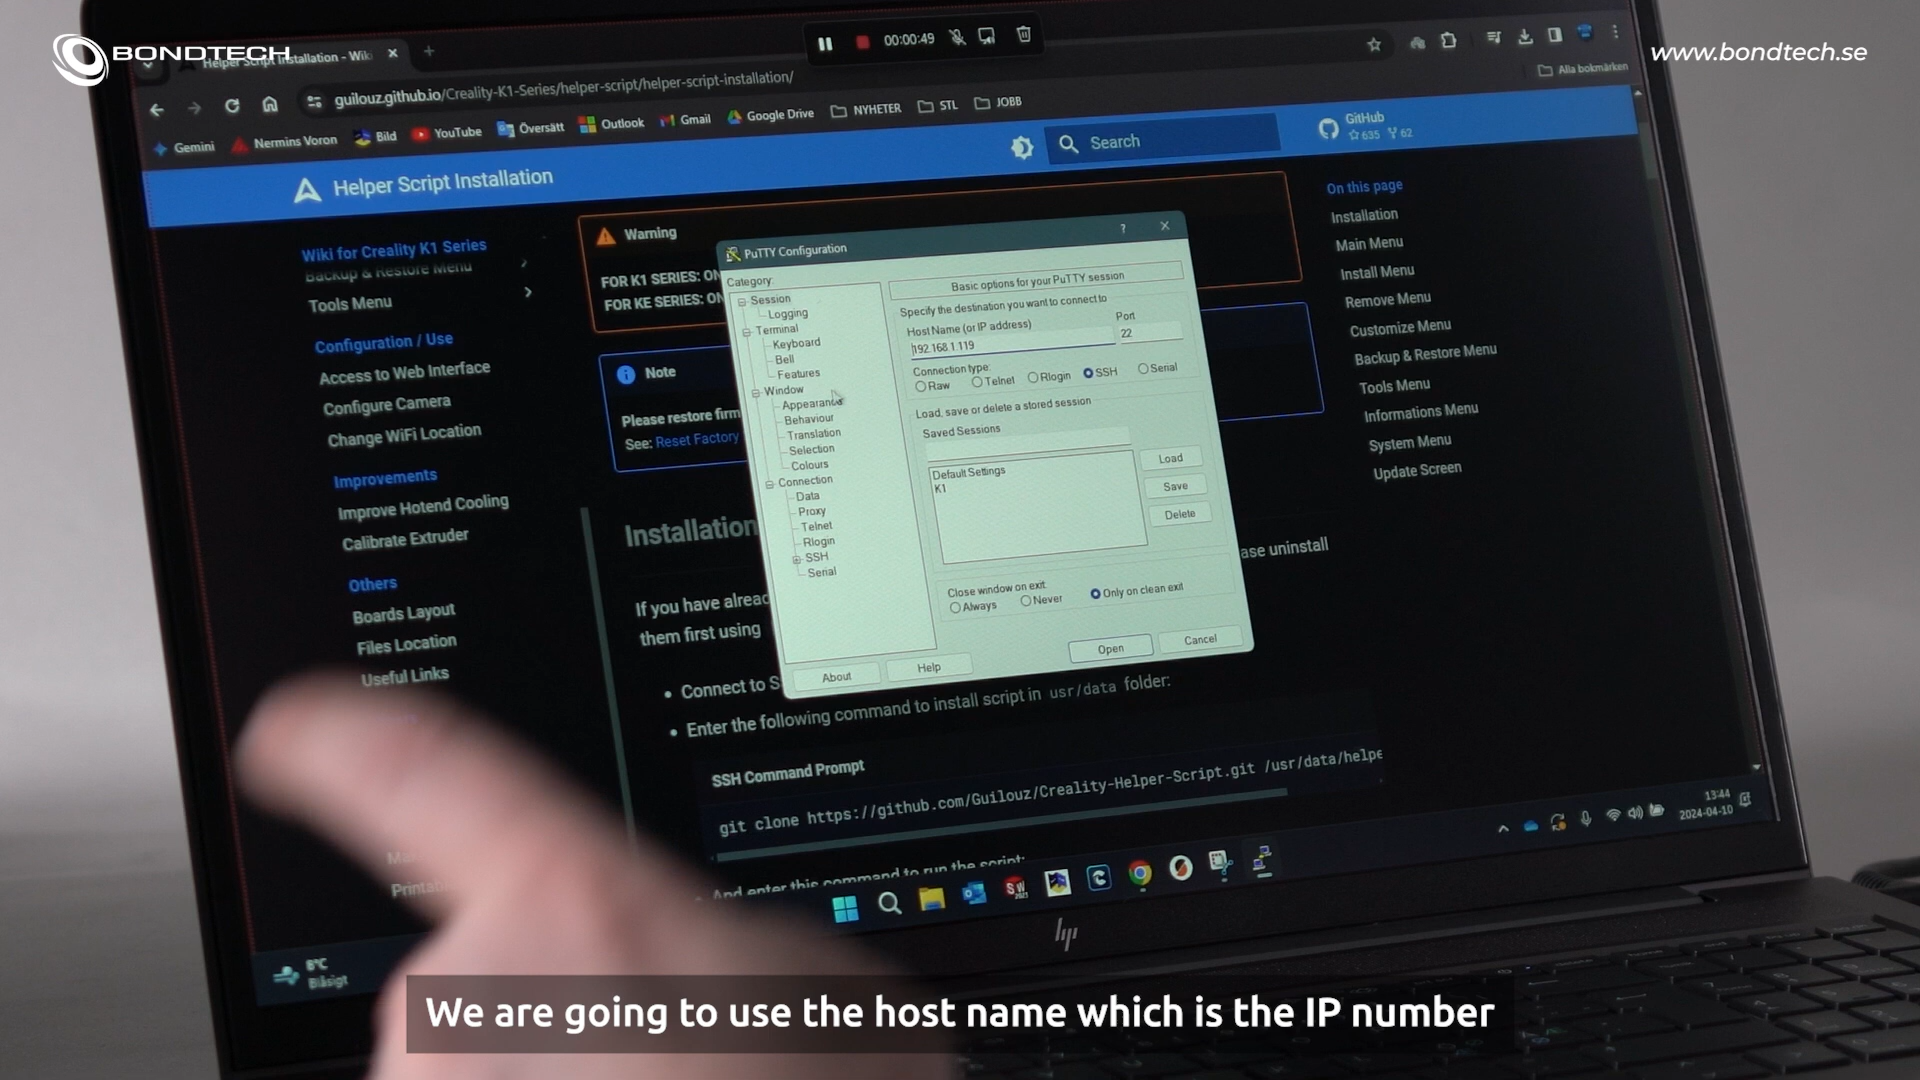 BONDTECH
www.bondtech.se
Helper Script Installation - Wiki
00:00:49
guilouz.github.io/Creality-K1-Series/helper-script/helper-script-installation/
Alla bokmärken
Gemini
Nermins Voron
Bild
YouTube
Översätt
Outlook
Gmail
Google Drive
NYHETER
STL
JOBB
Helper Script Installation
Search
GitHub
635 62
Wiki for Creality K1 Series
Backup & Restore Menu
Tools Menu
Configuration / Use
Access to Web Interface
Configure Camera
Change WiFi Location
Improvements
Improve Hotend Cooling
Calibrate Extruder
Others
Boards Layout
Files Location
Useful Links
Warning
FOR K1 SERIES:
FOR KE SERIES:
Note
Please restore
See: Reset Factory
Installation
If you have
them first using
ase uninstall
Connect to
Enter the following command to install script in usr/data folder:
SSH Command Prompt
git clone https://github.com/Guilouz/Creality-Helper-Script.git /usr/data/helpe
And enter this command to run the script:
On this page
Installation
Main Menu
Install Menu
Remove Menu
Customize Menu
Backup & Restore Menu
Tools Menu
Informations Menu
System Menu
Update Screen
PuTTY Configuration
?
Category:
Session
Logging
Terminal
Keyboard
Bell
Features
Window
Appearance
Behaviour
Translation
Selection
Colours
Connection
Data
Proxy
Telnet
Rlogin
SSH
Serial
Basic options for your PuTTY session
Specify the destination you want to connect to
Host Name (or IP address)
Port
192.168.1.119
22
Connection type:
Raw Telnet Rlogin SSH Serial
Load, save or delete a stored session
Saved Sessions
Default Settings
K1
Load
Save
Delete
Close window on exit:
Always Never Only on clean exit
About
Help
Open
Cancel
13:44
2024-04-10
8°C
Blåsigt
hp
We are going to use the host name which is the IP number